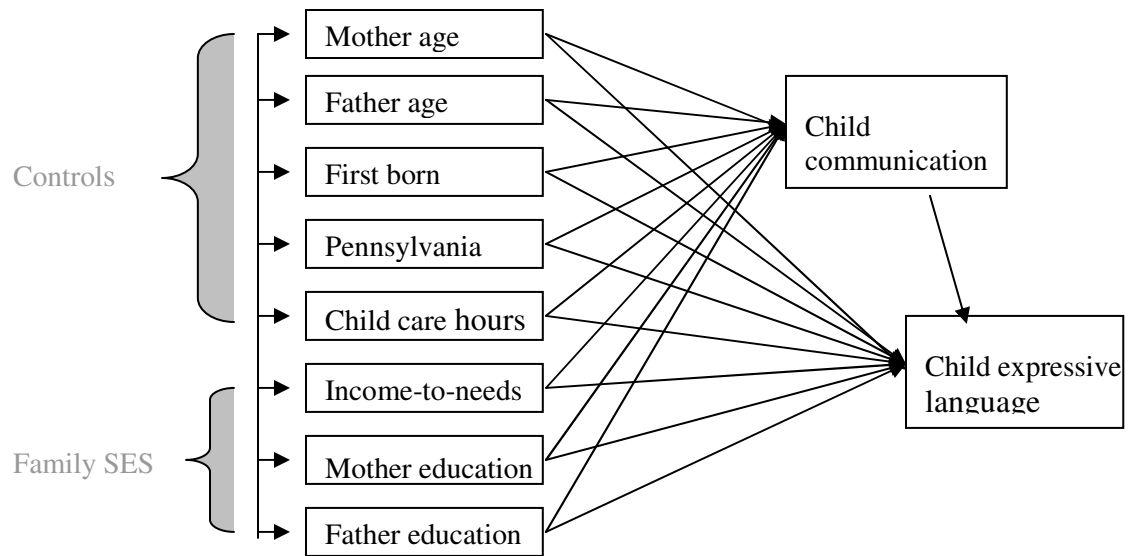 Mother age
Father age
Controls
First born
Pennsylvania
Child care hours
Family SES
Income-to-needs
Mother education
Father education
Child
communication
Child expressive
language